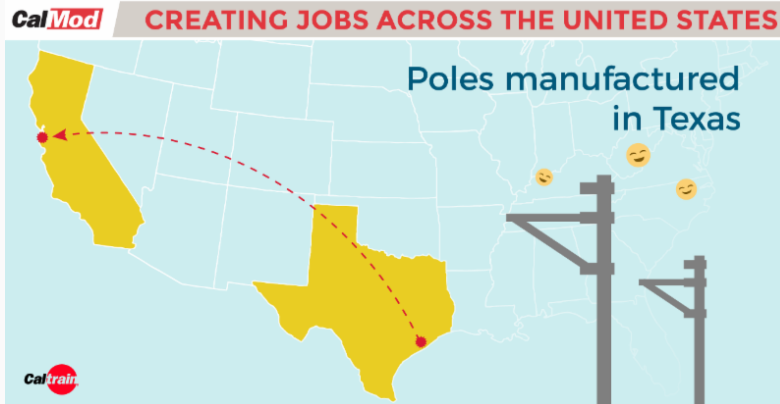 CalMod CREATING JOBS ACROSS THE UNITED STATES
Poles manufactured
in Texas
Caltrain